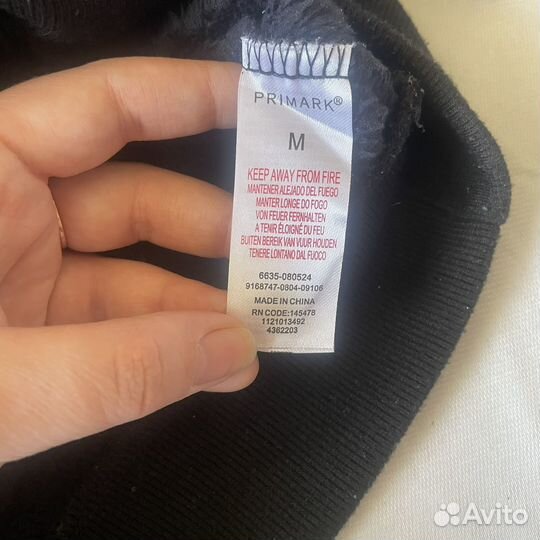 PRIMARK®
M
KEEP AWAY FROM FIRE
MANTENER ALEJADO DEL FUEGO
MANTER LONGE DO FOGO
VON FEUER FERNHALTEN
A TENIR ÉLOIGNÉ DU FEU
BUITEN BEREIK VAN VUUR HOUDEN
TENERE LONTANO DAL FUOCO
6635-080524
9168747-0804-09106
MADE IN CHINA
RN CODE:145478
1121013492
4362203
Avito